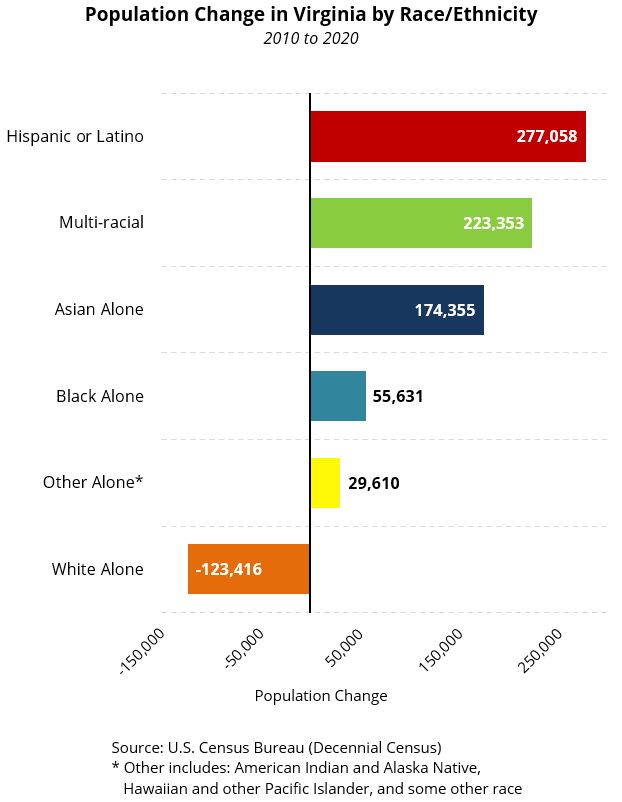 Population Change in Virginia by Race/Ethnicity
2010 to 2020
Hispanic or Latino
277,058
Multi-racial
223,353
Asian Alone
174,355
Black Alone
55,631
Other Alone*
29,610
White Alone
-123,416
-150,000
-50,000
50,000
150,000
250,000
Population Change
Source: U.S. Census Bureau (Decennial Census)
* Other includes: American Indian and Alaska Native,
Hawaiian and other Pacific Islander, and some other race